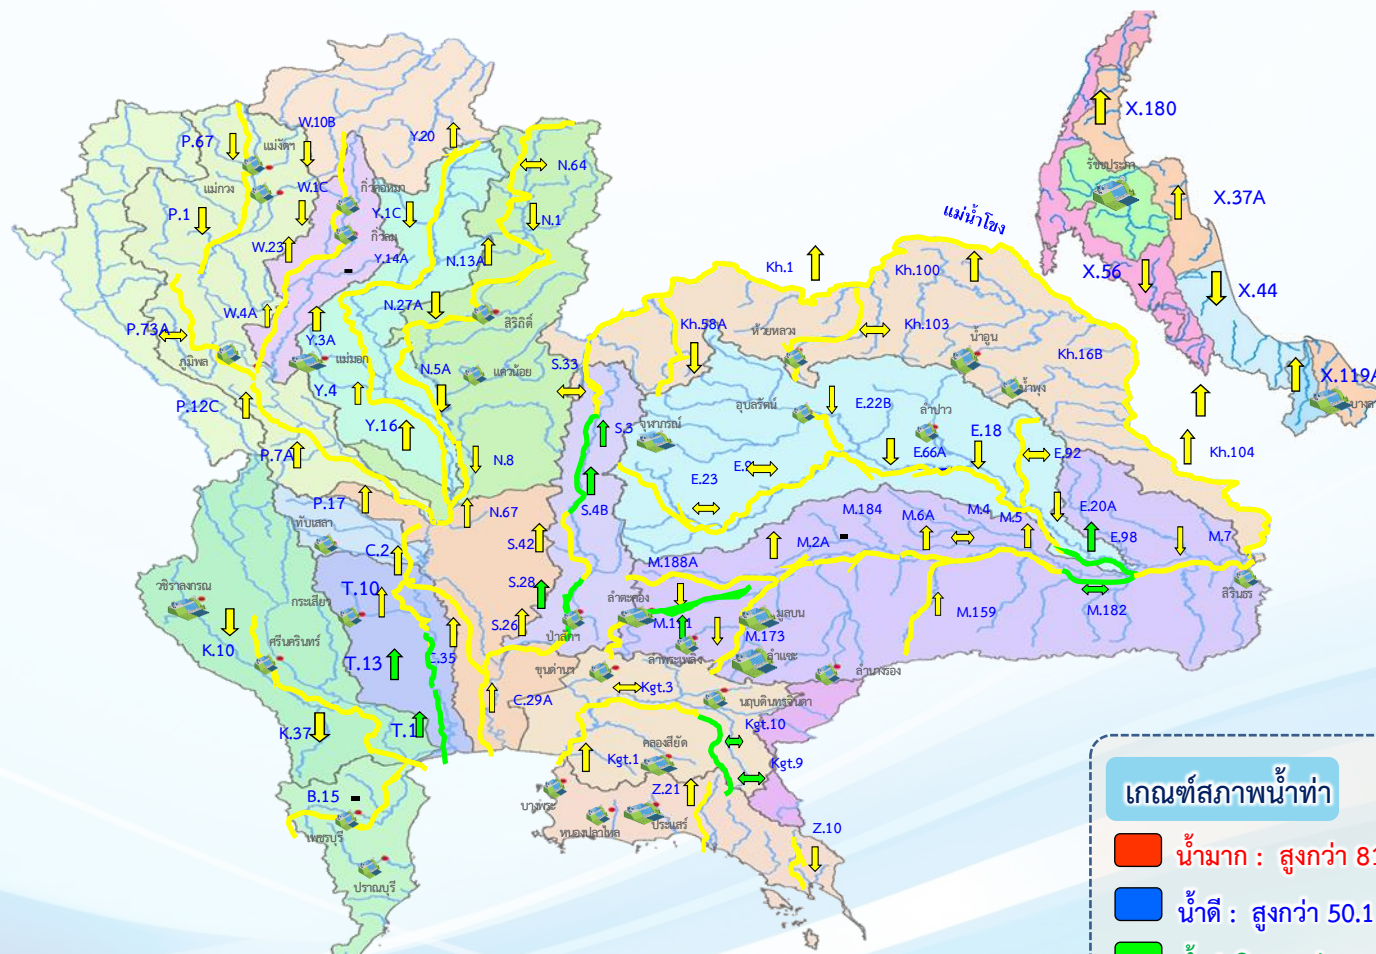 P.67
แม่งัดฯ
W.10B
Y.20
N.64
X.180
แม่กวง
W.1C
กิ่วคอหมา
รัชชประภา
P.1
Y.1C
N.1
X.37A
แม่น้ำโขง
W.23
กิ่วลม
Y.14A
N.13A
Kh.1
Kh.100
X.56
X.44
W.4A
N.27A
สิริกิติ์
P.73A
Y.3A
Kh.58A
ห้วยหลวง
Kh.103
น้ำอูน
Kh.16B
ภูมิพล
แม่มอก
N.5A
แควน้อย
S.33
น้ำพุง
X.119A
P.12C
Y.4
อุบลรัตน์
E.22B
ลำปาว
Y.16
S.3
จุฬาภรณ์
E.18
P.7A
N.8
E.23
E.66A
E.92
Kh.104
P.17
N.67
S.4B
M.184
M.6A
M.4
M.5
E.20A
ทับเสลา
C.2
S.42
M.2A
E.98
M.7
วชิราลงกรณ
กระเสียว
T.10
S.28
M.188A
ลำตะคอง
M.159
M.182
สิรินธร
มูลบน
K.10
ศรีนครินทร์
S.26
ป่าสักฯ
M.173
T.13
ขุนด่านฯ
ลำพระเพลิง
ลำแชะ
ลำนางรอง
K.37
T.1
C.29A
Kgt.3
นฤบดินทรจินดา
Kgt.10
Kgt.1
คลองสียัด
Kgt.9
B.15
บางพระ
Z.21
เพชรบุรี
หนองปลาไหล
ประแสร์
Z.10
ปราณบุรี
เกณฑ์สภาพน้ำท่า
น้ำมาก : สูงกว่า 81
น้ำดี : สูงกว่า 50.1